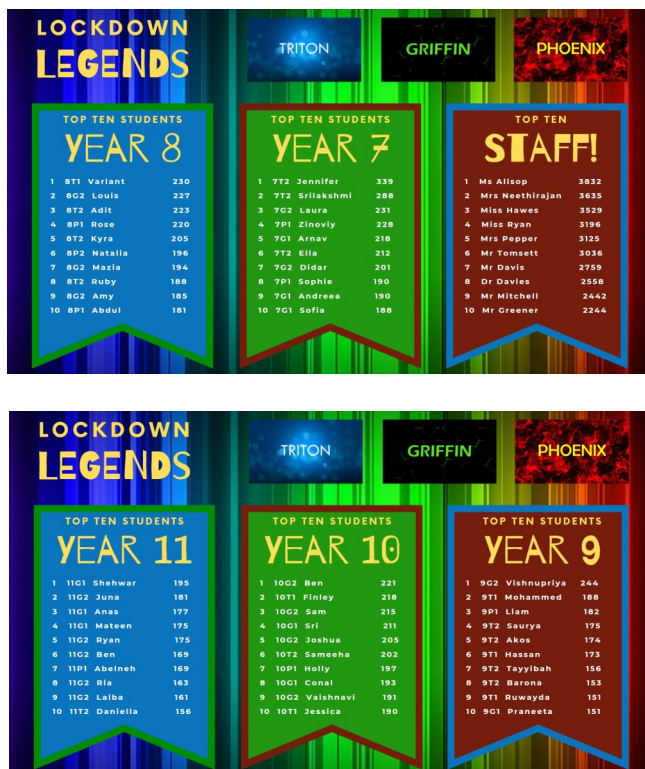 LOCKDOWN
LEGENDS
TRITON
GRIFFIN
PHOENIX
TOP TEN STUDENTS
YEAR 8
1 8T1 Varlant 230
2 8G2 Louis 227
3 8T2 Adit 223
4 8P1 Rose 220
5 8T2 Kyra 205
6 8P2 Natalia 196
7 8G2 Mazia 194
8 8T2 Ruby 188
9 8G2 Amy 185
10 8P1 Abdul 181
TOP TEN STUDENTS
YEAR 7
1 7T2 Jennifer 339
2 7T2 Srilakshmi 288
3 7G2 Laura 231
4 7P1 Zinoviy 228
5 7G1 Arnav 218
6 7T2 Ella 212
7 7G2 Didar 201
8 7P1 Sophie 190
9 7G1 Andreea 190
10 7G1 Sofia 188
TOP TEN
STAFF!
1 Ms Allsop 3832
2 Mrs Neethirajan 3635
3 Miss Hawes 3529
4 Miss Ryan 3196
5 Mrs Pepper 3125
6 Mr Tomsett 3036
7 Mr Davis 2759
8 Dr Davies 2558
9 Mr Mitchell 2442
10 Mr Greener 2244
LOCKDOWN
LEGENDS
TRITON
GRIFFIN
PHOENIX
TOP TEN STUDENTS
YEAR 11
1 11G1 Shehwar 195
2 11G2 Juna 181
3 11G1 Anas 177
4 11G1 Mateen 175
5 11G2 Ryan 175
6 11G2 Ben 169
7 11P1 Abelneh 169
8 11G2 Ria 163
9 11G2 Laiba 161
10 11T2 Daniella 156
TOP TEN STUDENTS
YEAR 10
1 10G2 Ben 221
2 10T1 Finley 218
3 10G2 Sam 215
4 10G1 Sri 211
5 10G2 Joshua 205
6 10T2 Sameeha 202
7 10P1 Holly 197
8 10G1 Conal 193
9 10G2 Vaishnavi 191
10 10T1 Jessica 190
TOP TEN STUDENTS
YEAR 9
1 9G2 Vishnupriya 244
2 9T1 Mohammed 188
3 9P1 Liam 182
4 9T2 Saurya 175
5 9T2 Akos 174
6 9T1 Hassan 173
7 9T2 Tayyibah 156
8 9T2 Barona 153
9 9T1 Ruwayda 151
10 9G1 Praneeta 151